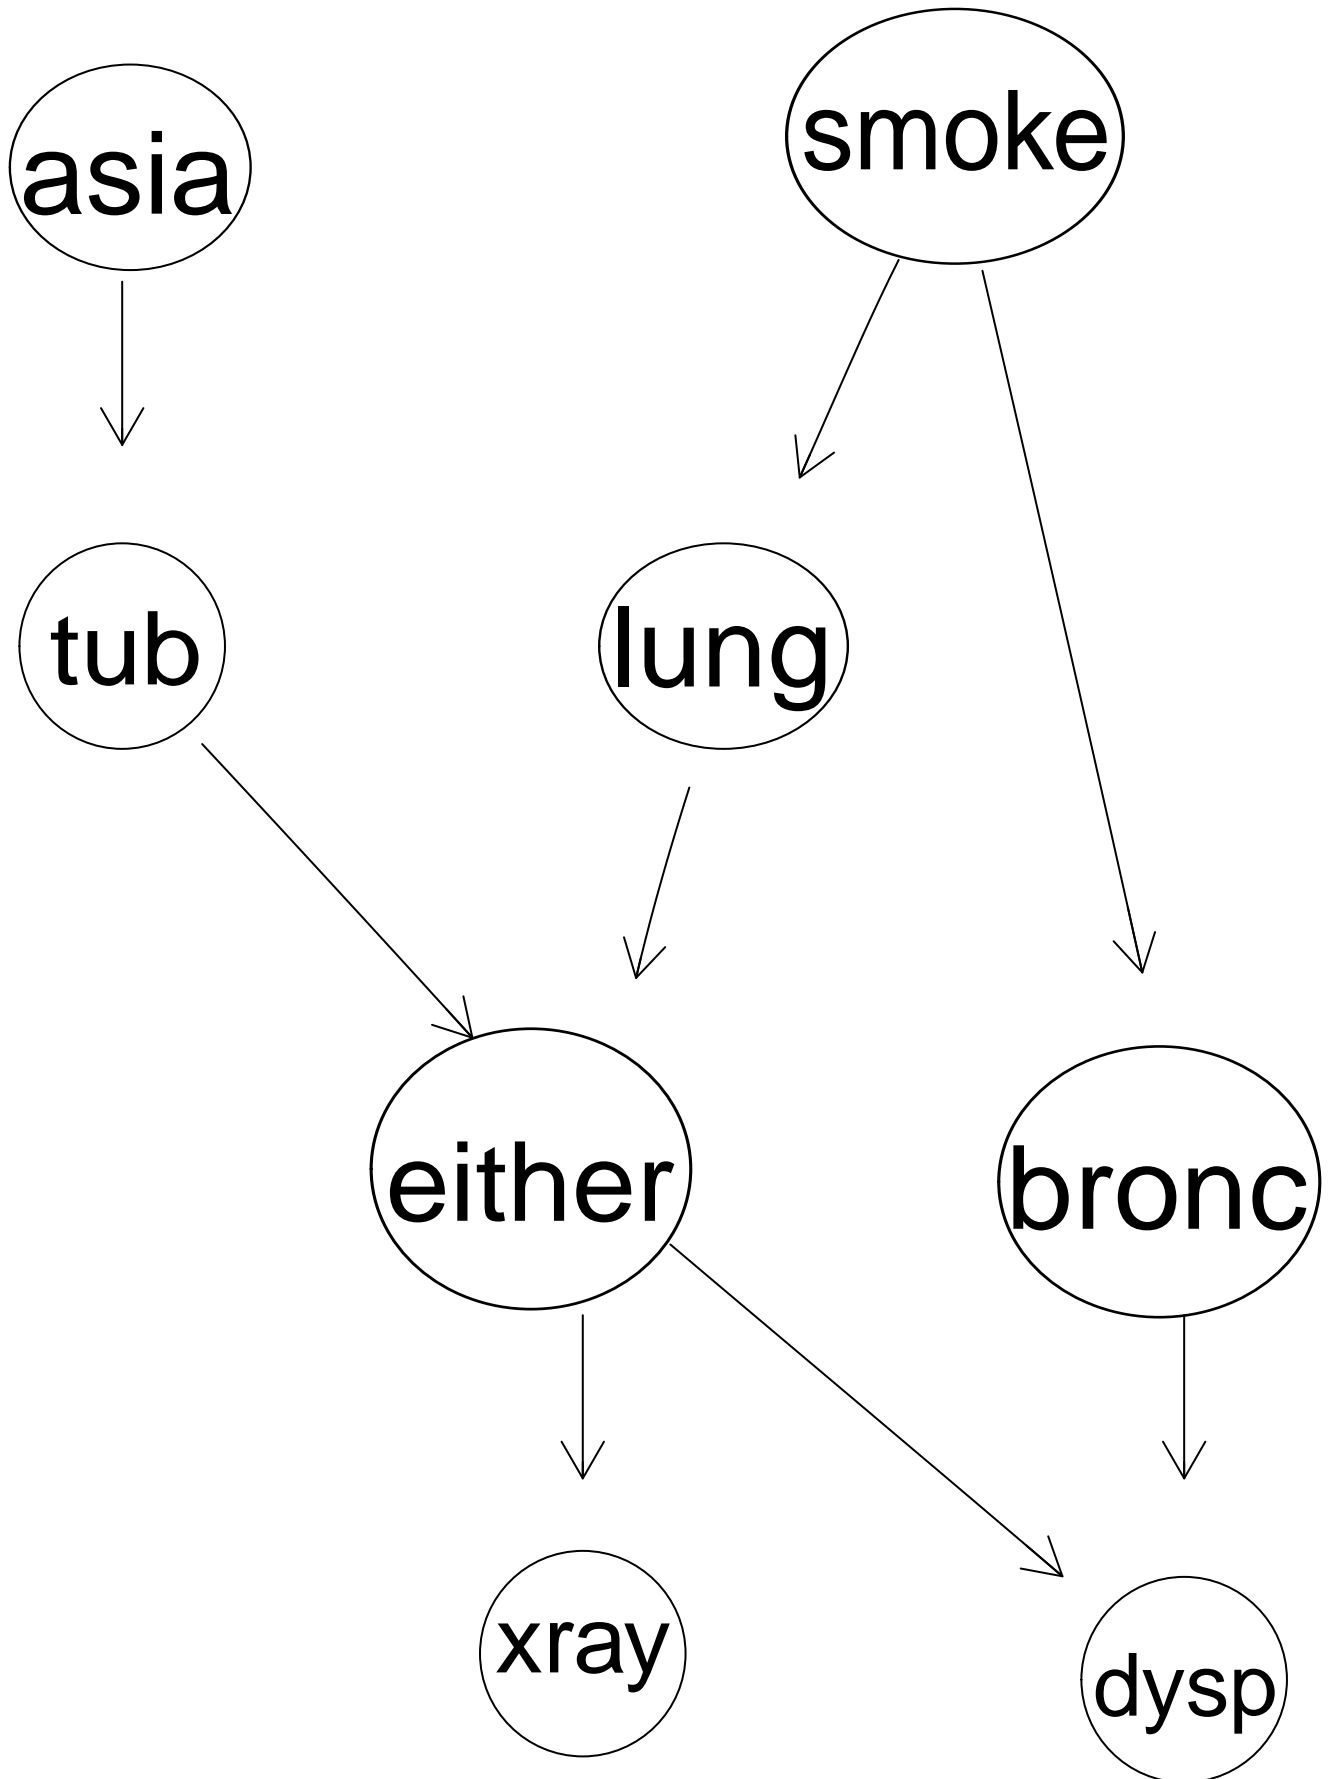 asia
smoke
tub
lung
either
bronc
xray
dysp